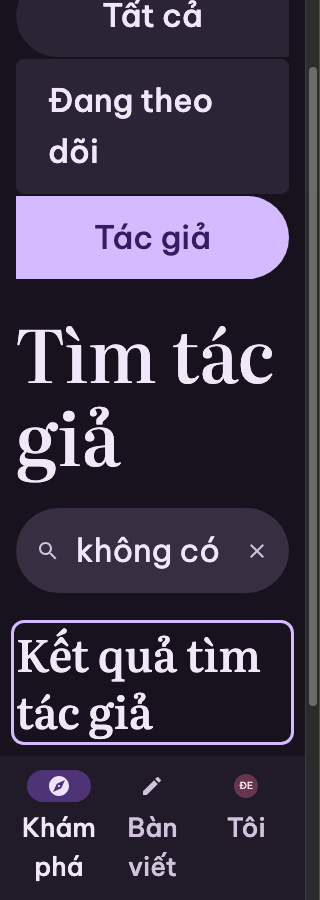 Tất cả
Đang theo
dõi
Tác giả
Tìm tác
giả
không có
Kết quả tìm
tác giả
ĐE
Khám
phá
Bàn
viết
Tôi